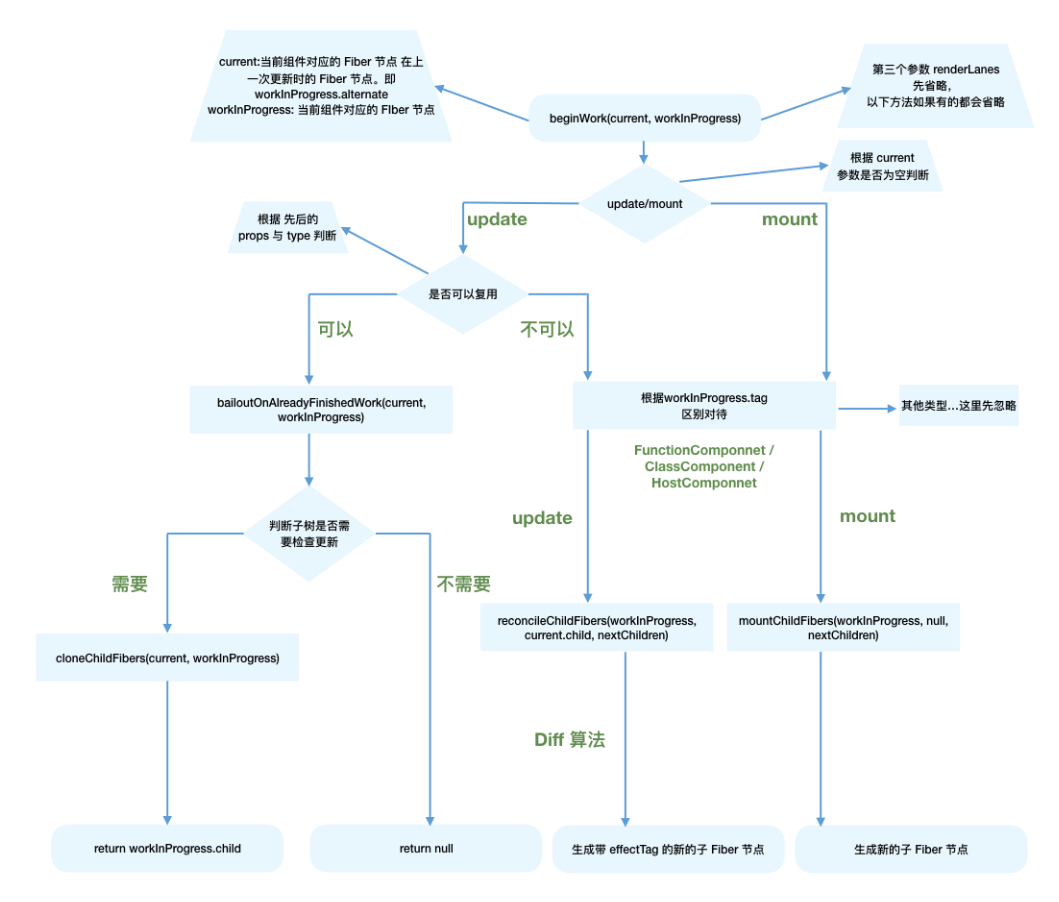 current:当前组件对应的 Fiber 节点 在上
一次更新时的 Fiber 节点。即
workInProgress.alternate
workInProgress: 当前组件对应的 FIber 节点
第三个参数 renderLanes
先省略，
以下方法如果有的都会省略
beginWork(current, workInProgress)
根据 current
参数是否为空判断
update/mount
根据 先后的
props 与 type 判断
update
mount
是否可以复用
可以
不可以
bailoutOnAlreadyFinishedWork(current,
workInProgress)
根据workInProgress.tag
区别对待
其他类型...这里先忽略
FunctionComponnet /
ClassComponent /
HostComponnet
判断子树是否需
要检查更新
update
mount
需要
不需要
reconcileChildFibers(workInProgress,
current.child, nextChildren)
mountChildFibers(workInProgress, null,
nextChildren)
cloneChildFibers(current, workInProgress)
Diff 算法
return workInProgress.child
return null
生成带 effectTag 的新的子 Fiber 节点
生成新的子 Fiber 节点